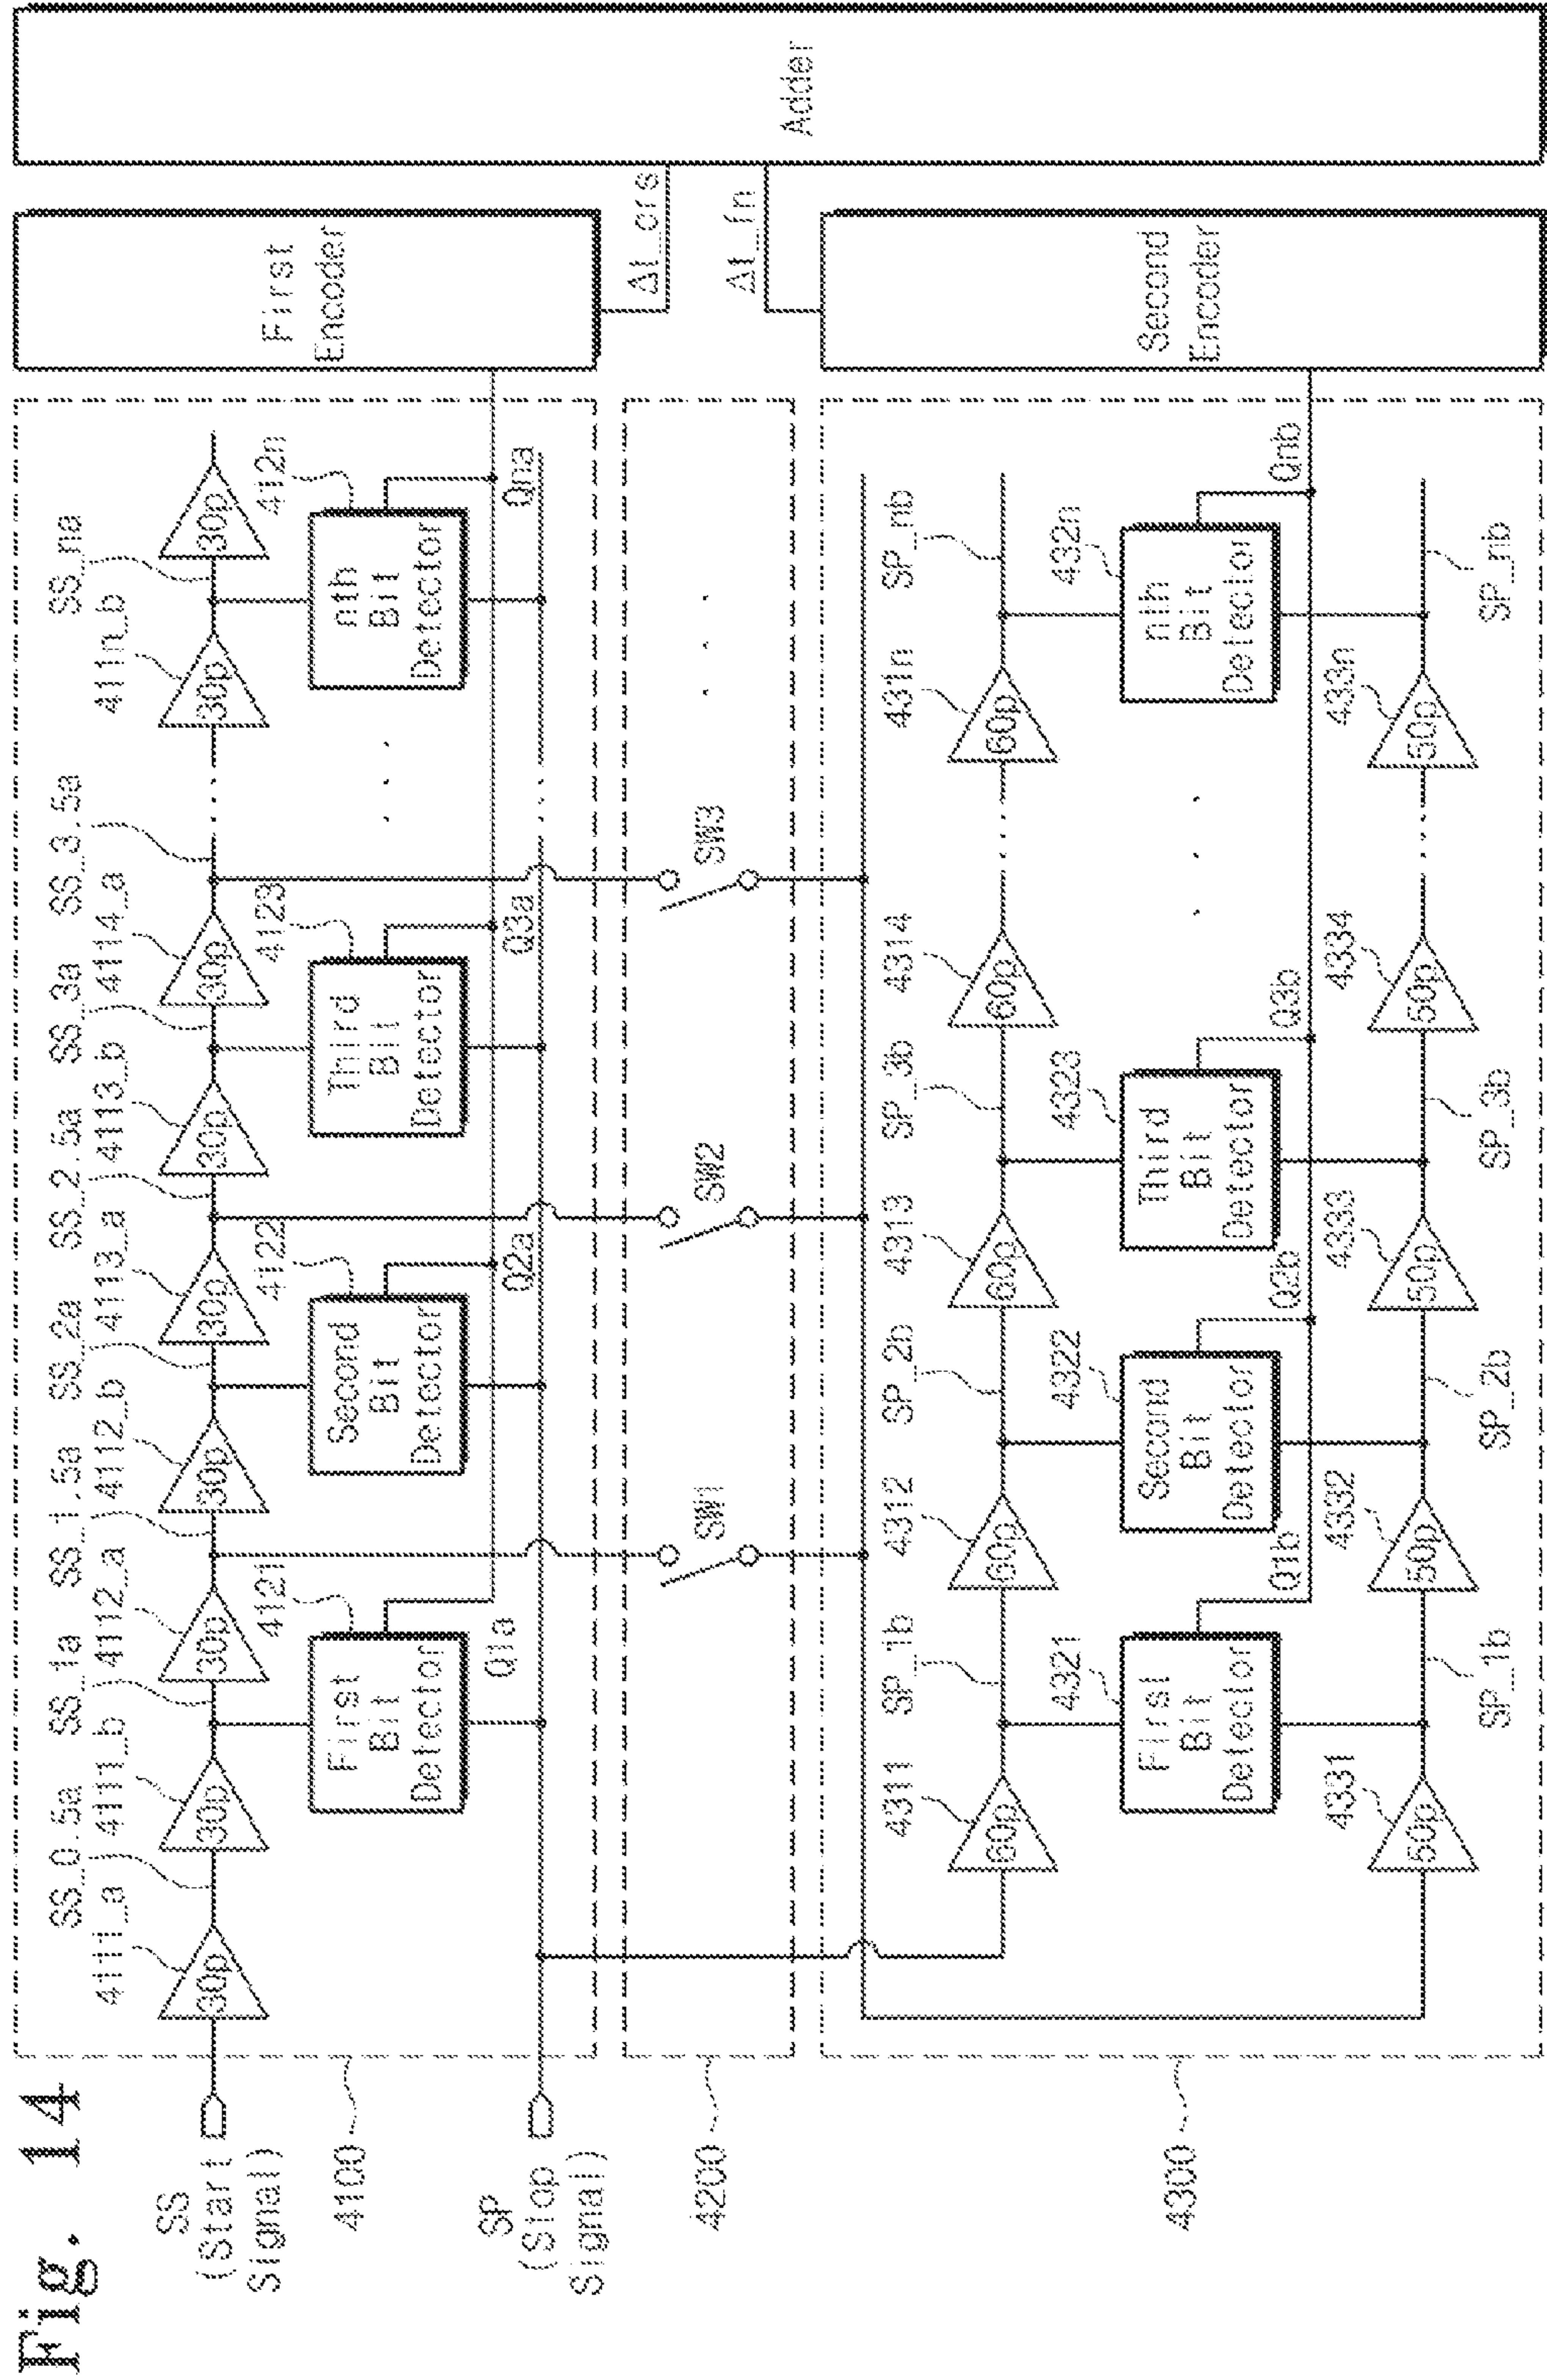 Fig. 14
SS
(Start
Signal)
4100
SP
(Stop
Signal)
4200
4300
4111_a
SS_0.5a
4111_b
SS_1a
4112_a
SS_1.5a
4112_b
SS_2a
4113_a
SS_2.5a
4113_b
SS_3a
4114_a
SS_3.5a
411n_b
SS_na
30p
30p
30p
30p
30p
30p
30p
30p
30p
4121
First
Bit
Detector
Q1a
4122
Second
Bit
Detector
Q2a
4123
Third
Bit
Detector
Q3a
412n
nth
Bit
Detector
Qna
SW1
SW2
SW3
4311
SP_1b
4312
SP_2b
4313
SP_3b
4314
431n
SP_nb
60p
60p
60p
60p
60p
4321
First
Bit
Detector
Q1b
4322
Second
Bit
Detector
Q2b
4323
Third
Bit
Detector
Q3b
432n
nth
Bit
Detector
Qnb
4331
4332
4333
4334
433n
50p
50p
50p
50p
50p
SP_1b
SP_2b
SP_3b
SP_nb
First
Encoder
Δt_crs
Δt_fn
Second
Encoder
Adder